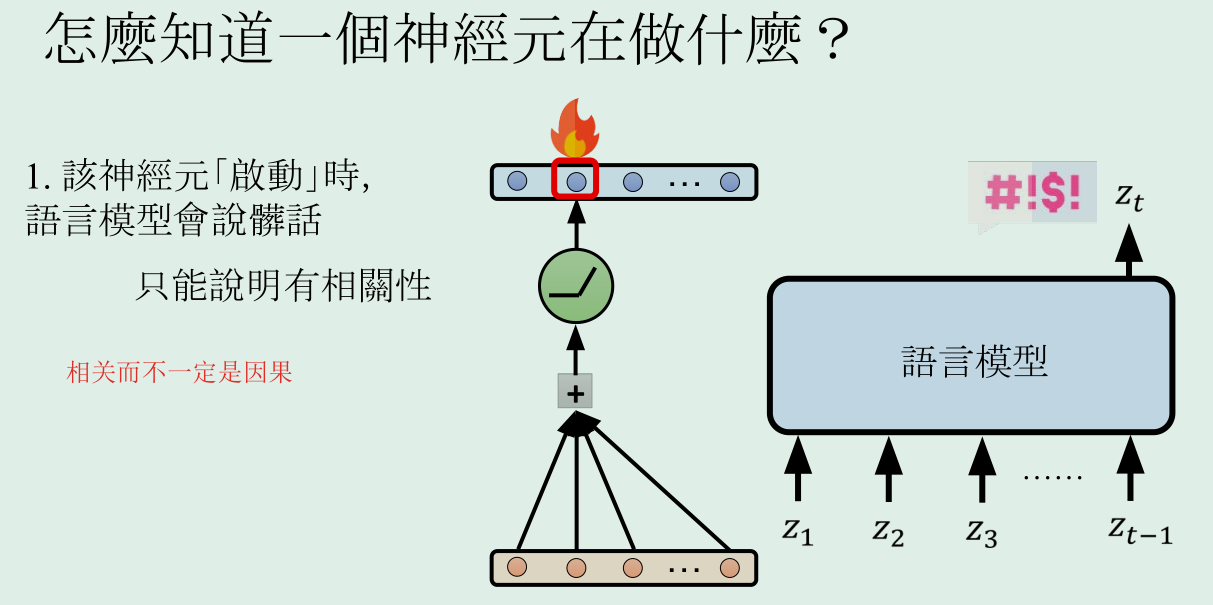 怎麼知道一個神經元在做什麼？
1. 該神經元「啟動」時,
語言模型會說髒話
只能說明有相關性
相关而不一定是因果
...
+
...
#!$!
z_t
語言模型
......
z_1 z_2 z_3 z_{t-1}